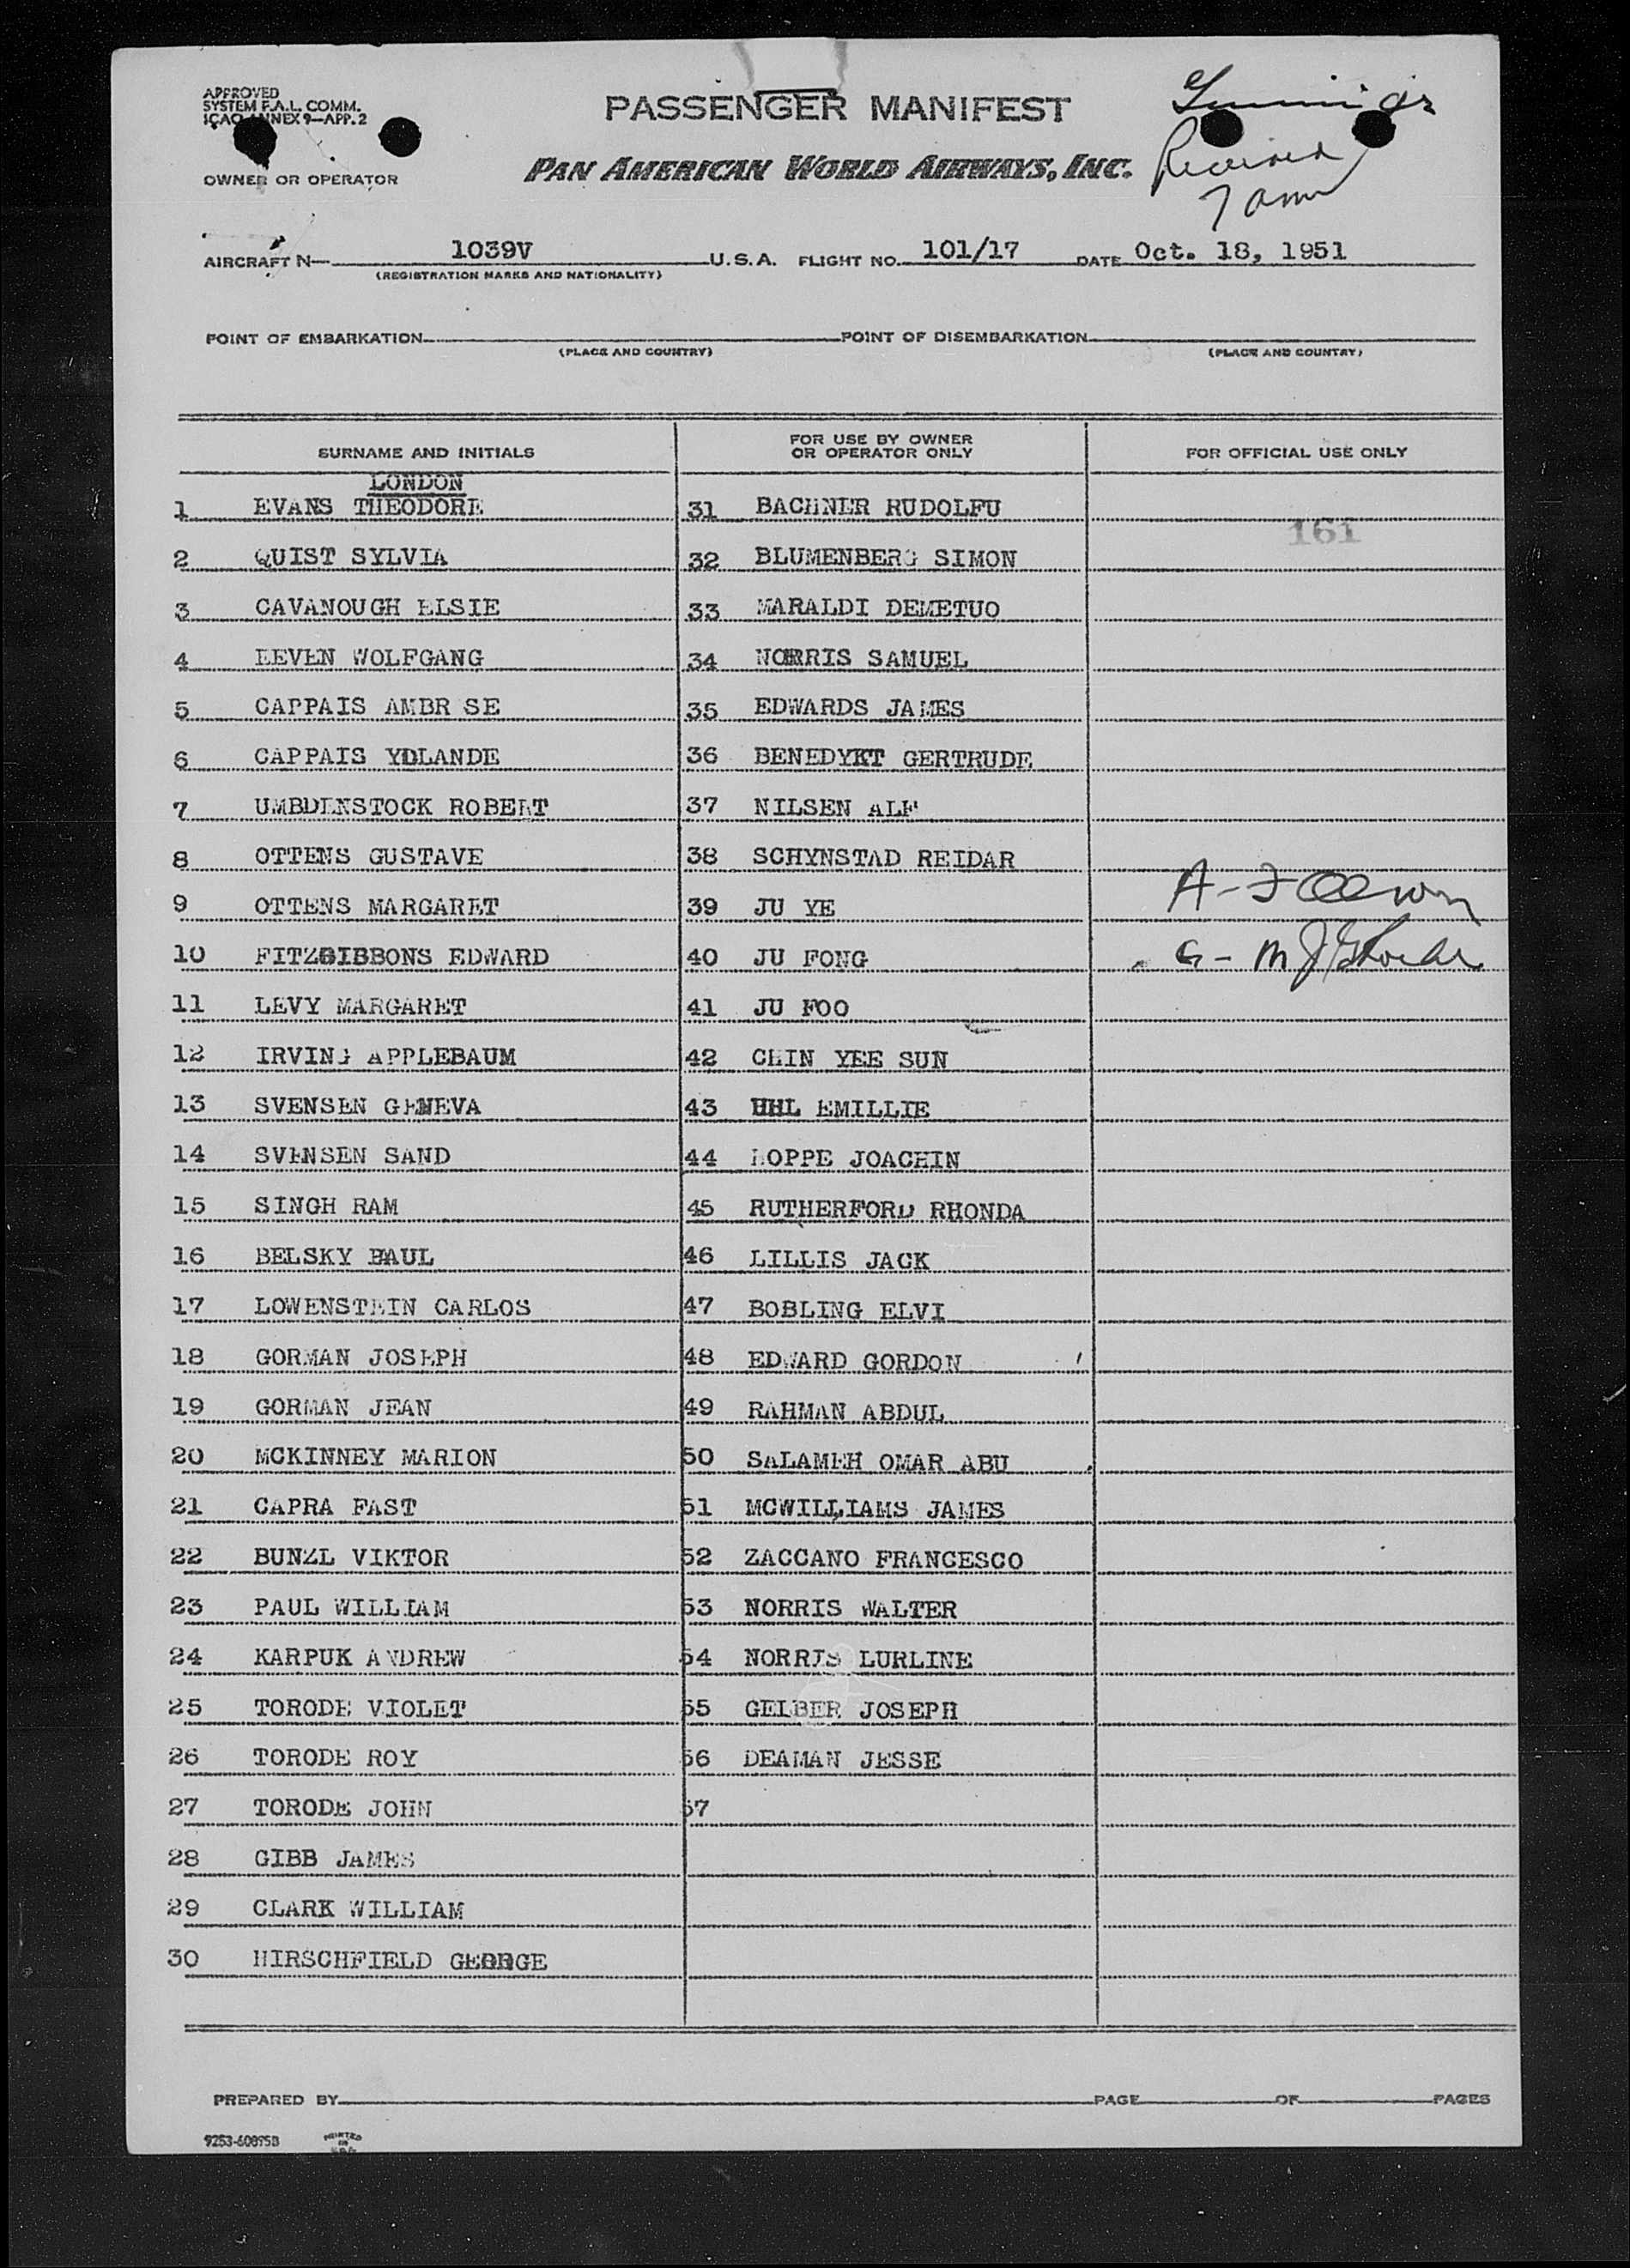 APPROVED
SYSTEM F.A.L. COMM.
ICAO ANNEX 9—APP. 2
OWNER OR OPERATOR
PASSENGER MANIFEST
PAN AMERICAN WORLD AIRWAYS, INC.
Received
7 am
AIRCRAFT N— 1039V U.S.A. FLIGHT NO. 101/17 DATE Oct. 18, 1951
(REGISTRATION MARKS AND NATIONALITY)
POINT OF EMBARKATION POINT OF DISEMBARKATION
(PLACE AND COUNTRY) (PLACE AND COUNTRY)
SURNAME AND INITIALS FOR USE BY OWNER OR OPERATOR ONLY FOR OFFICIAL USE ONLY
LONDON
1 EVANS THEODORE
2 QUIST SYLVIA
3 CAVANOUGH ELSIE
4 EEVEN WOLFGANG
5 CAPPAIS AMBR SE
6 CAPPAIS YOLANDE
7 UMBDENSTOCK ROBERT
8 OTTENS GUSTAVE
9 OTTENS MARGARET
10 FITZGIBBONS EDWARD
11 LEVY MARGARET
12 IRVING APPLEBAUM
13 SVENSEN GENEVA
14 SVENSEN SAND
15 SINGH RAM
16 BELSKY PAUL
17 LOWENSTEIN CARLOS
18 GORMAN JOSEPH
19 GORMAN JEAN
20 MCKINNEY MARION
21 CAPRA FAST
22 BUNZL VIKTOR
23 PAUL WILLIAM
24 KARPUK ANDREW
25 TORODE VIOLET
26 TORODE ROY
27 TORODE JOHN
28 GIBB JAMES
29 CLARK WILLIAM
30 HIRSCHFIELD GEORGE
31 BACHNER RUDOLFU
32 BLUMENBERG SIMON
33 MARALDI DEMETUO
34 NORRIS SAMUEL
35 EDWARDS JAMES
36 BENEDYKT GERTRUDE
37 NILSEN ALF
38 SCHYNSTAD REIDAR
39 JU YE
40 JU FONG
41 JU FOO
42 CHIN YEE SUN
43 UHL EMILLIE
44 JOACHIN
45 RUTHERFORD RHONDA
46 LILLIS JACK
47 BOBLING ELVI
48 EDWARD GORDON
49 RAHMAN ABDUL
50 SALAMEH OMAR ABU
51 MCWILLIAMS JAMES
52 ZACCANO FRANCESCO
53 NORRIS WALTER
54 NORRIS LURLINE
55 GELBER JOSEPH
56 DEAMAN JESSE
57
161
PREPARED BY PAGE OF PAGES
9253-60895B PRINTED IN U.S.A.